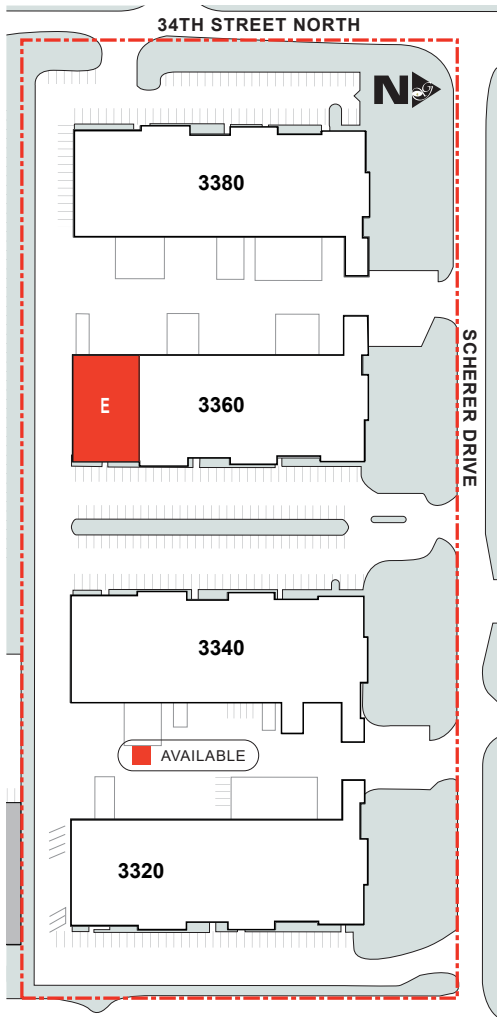 34TH STREET NORTH
N
3380
SCHERER DRIVE
E
3360
3340
AVAILABLE
3320